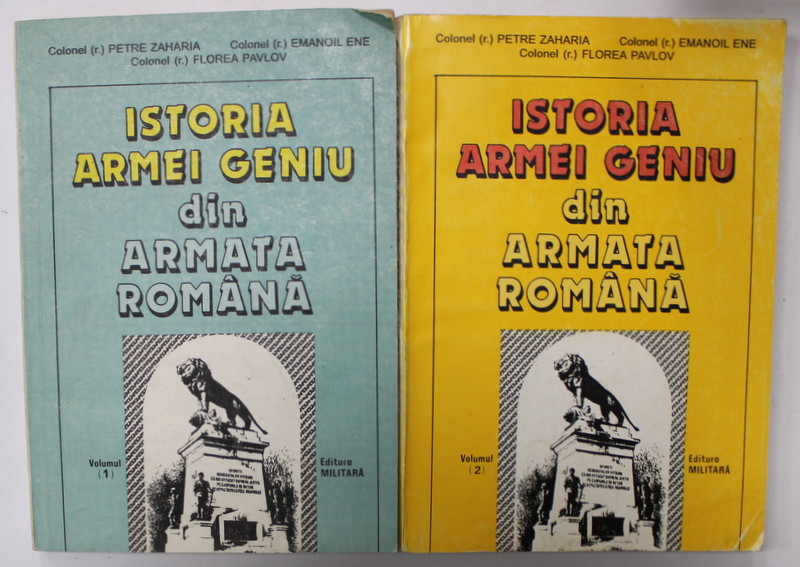 Colonel (r.) PETRE ZAHARIA Colonel (r.) EMANOIL ENE
Colonel (r.) FLOREA PAVLOV
ISTORIA
ARMEI GENIU
din
ARMATA
ROMÂNĂ
Volumul
(1)
Editura
MILITARĂ
Colonel (r.) PETRE ZAHARIA Colonel (r.) EMANOIL ENE
Colonel (r.) FLOREA PAVLOV
ISTORIA
ARMEI GENIU
din
ARMATA
ROMÂNĂ
Volumul
(2)
Editura
MILITARĂ